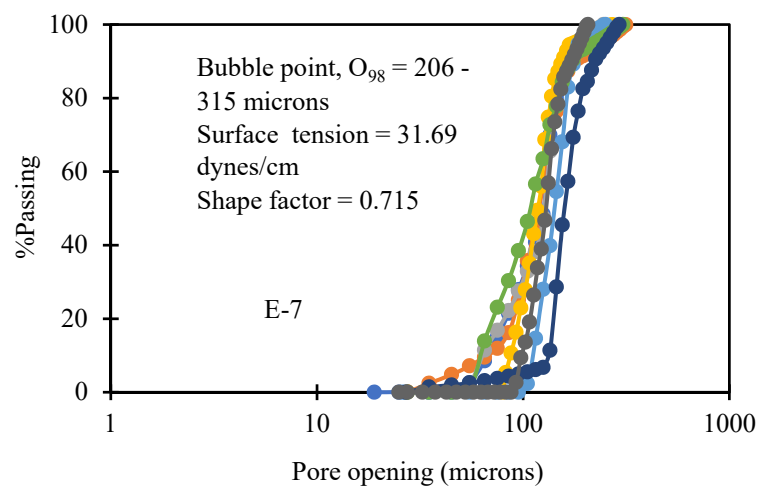 100
80
60
40
20
0
%Passing
Bubble point, O98 = 206 -
315 microns
Surface tension = 31.69
dynes/cm
Shape factor = 0.715
E-7
1
10
100
1000
Pore opening (microns)